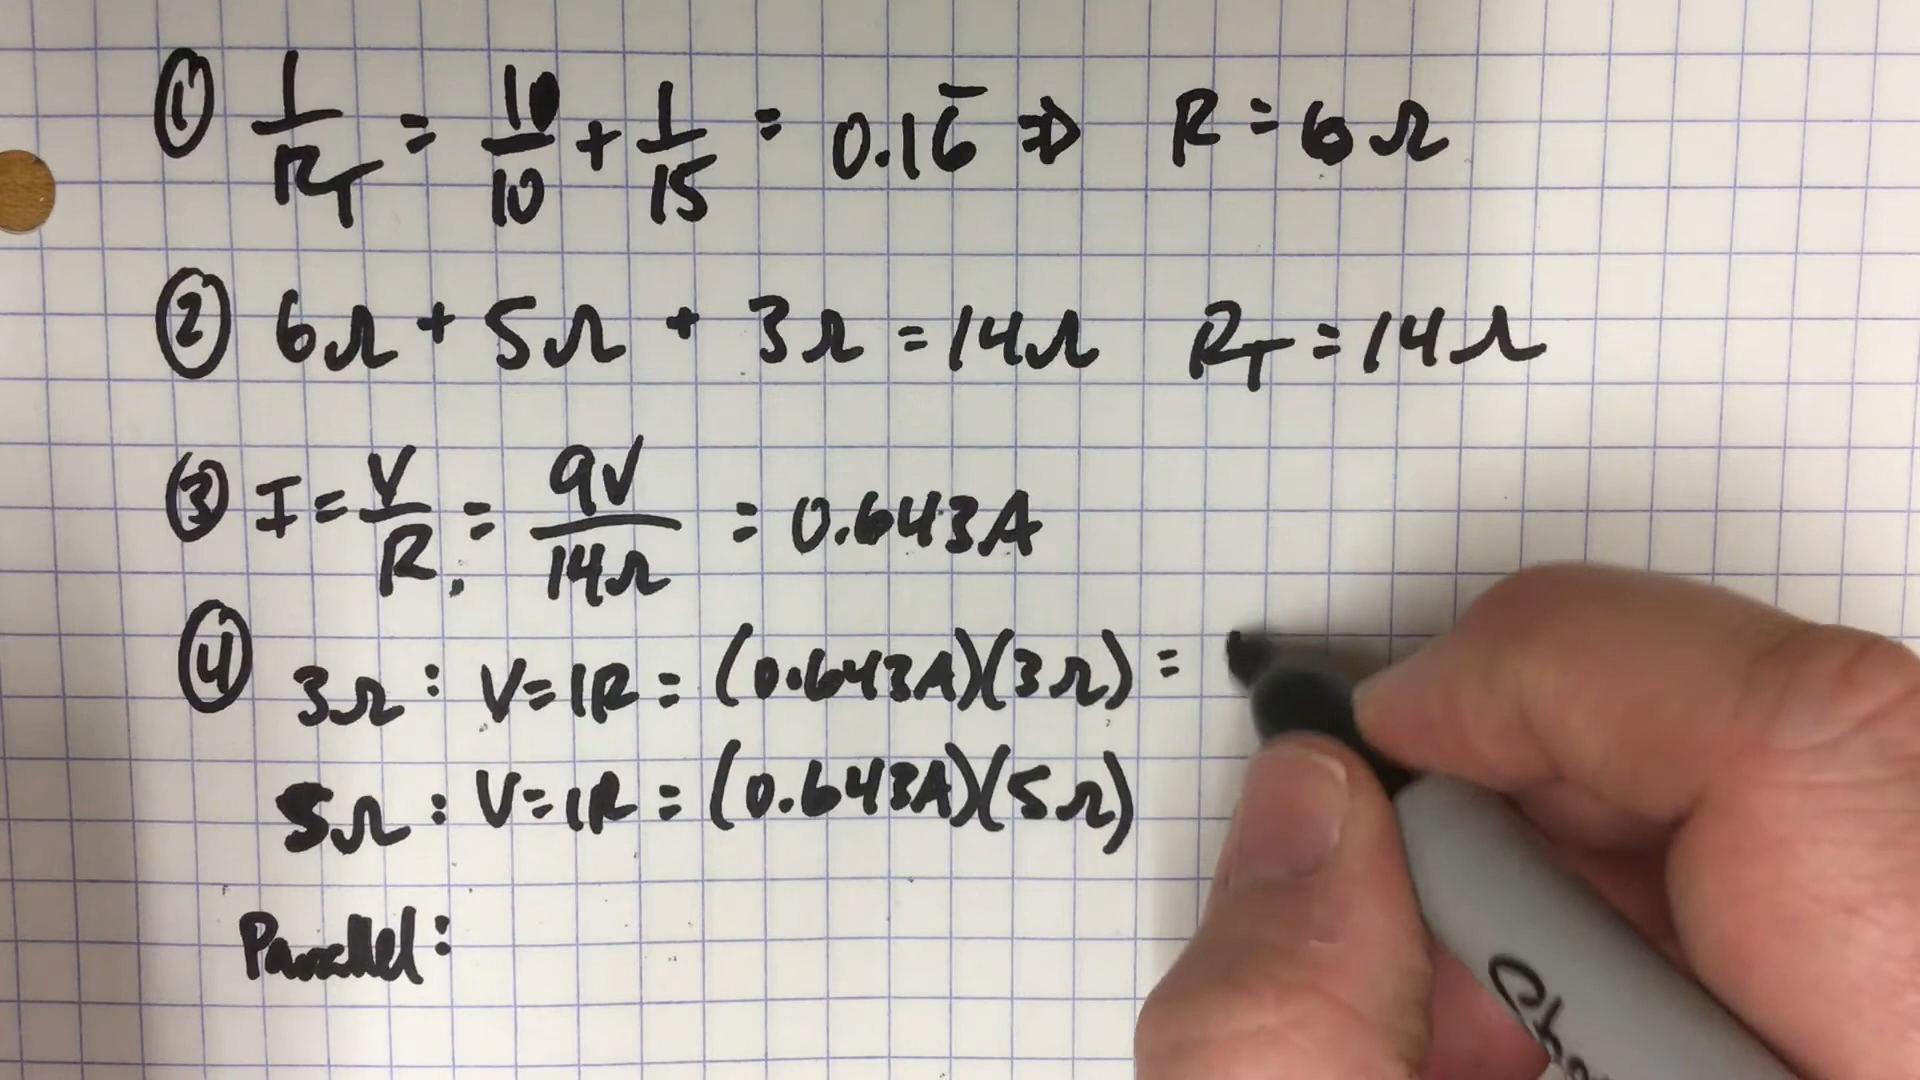 ① 1/R_T = 10/10 + 1/15 = 0.16̄ ⇒ R = 6Ω
② 6Ω + 5Ω + 3Ω = 14Ω R_T = 14Ω
③ I = V/R = 9V/14Ω = 0.643A
④ 3Ω : V = IR = (0.643A)(3Ω) =
5Ω : V = IR = (0.643A)(5Ω)
Parallel: